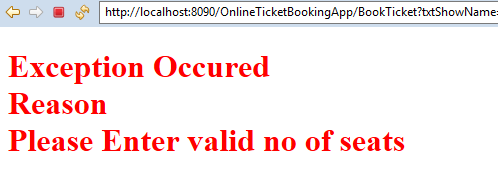 http://localhost:8090/OnlineTicketBookingApp/BookTicket?txtShowName=
Exception Occured
Reason
Please Enter valid no of seats